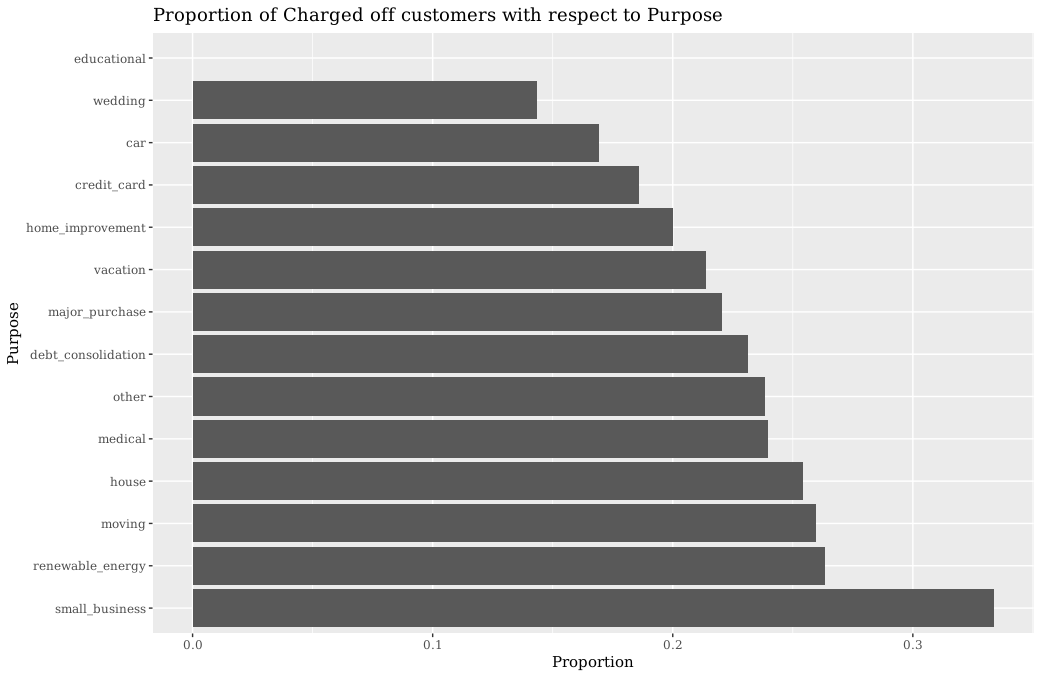 Proportion of Charged off customers with respect to Purpose
Purpose
educational
wedding
car
credit_card
home_improvement
vacation
major_purchase
debt_consolidation
other
medical
house
moving
renewable_energy
small_business
0.0 0.1 0.2 0.3
Proportion